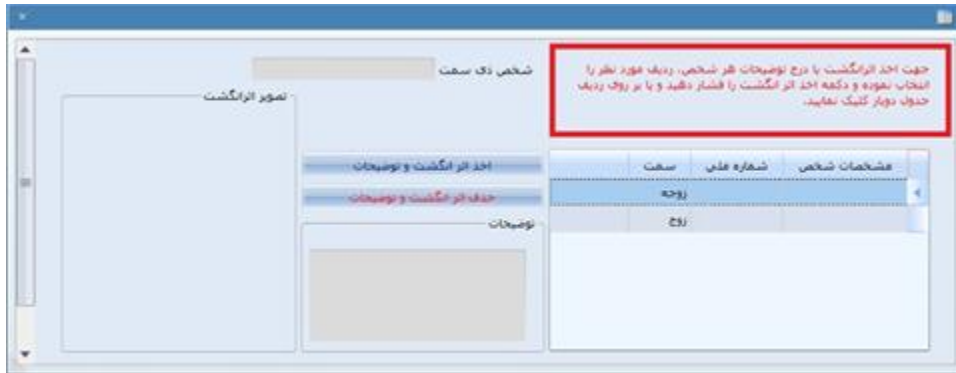 جهت اخذ اثرانگشت یا درج توضیحات هر شخص، ردیف مورد نظر را
انتخاب نموده و دکمه اخذ اثر انگشت را فشار دهید و یا بر روی ردیف
جدول دوبار کلیک نمایید.
شخص ذی سمت
تصویر اثرانگشت
مشخصات شخص شماره ملی سمت
زوجه
زوج
اخذ اثر انگشت و توضیحات
حذف اثر انگشت و توضیحات
توضیحات